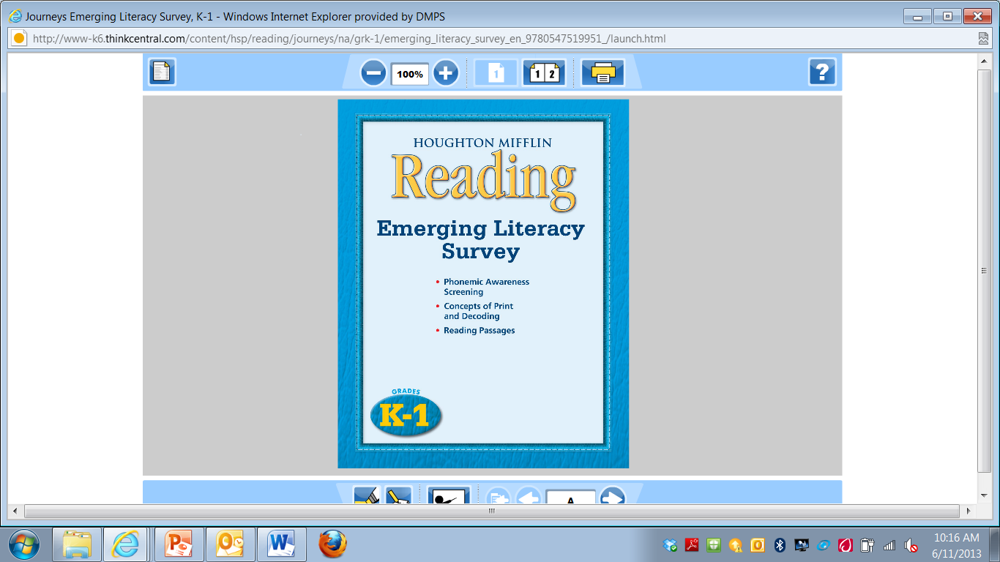 Journeys Emerging Literacy Survey, K-1 - Windows Internet Explorer provided by DMPS
http://www-k6.thinkcentral.com/content/hsp/reading/journeys/na/grk-1/emerging_literacy_survey_en_9780547519951_/launch.html
100%
1
1 2
?
HOUGHTON MIFFLIN
Reading
Emerging Literacy
Survey
• Phonemic Awareness
Screening
• Concepts of Print
and Decoding
• Reading Passages
GRADES
K-1
A
10:16 AM
6/11/2013